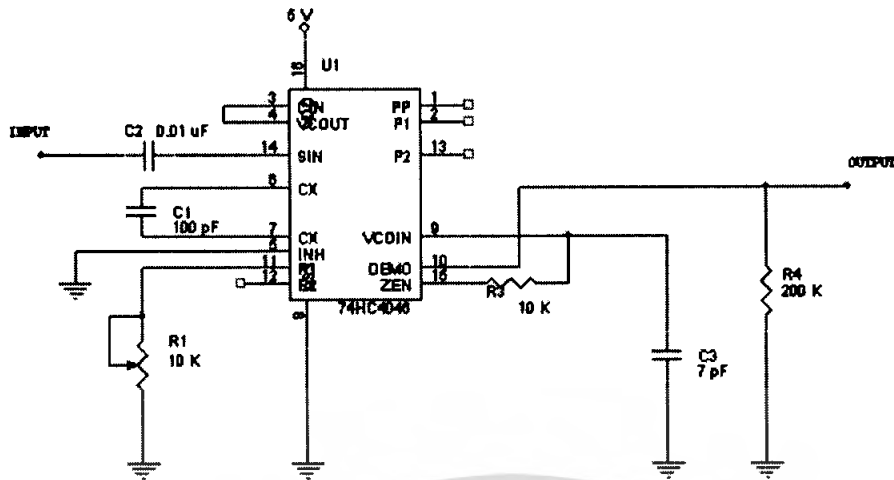 5 V
16
U1
3
CIN
PP
1
4
VCOUT
P1
2
INPUT
C2 0.01 uF
14
SIN
P2
13
OUTPUT
6
CX
C1
100 pF
7
CX
VCOIN
9
5
INH
11
R1
DEMO
10
12
ZEN
15
R3
10 K
R4
200 K
74HC4046
8
R1
10 K
C3
7 pF